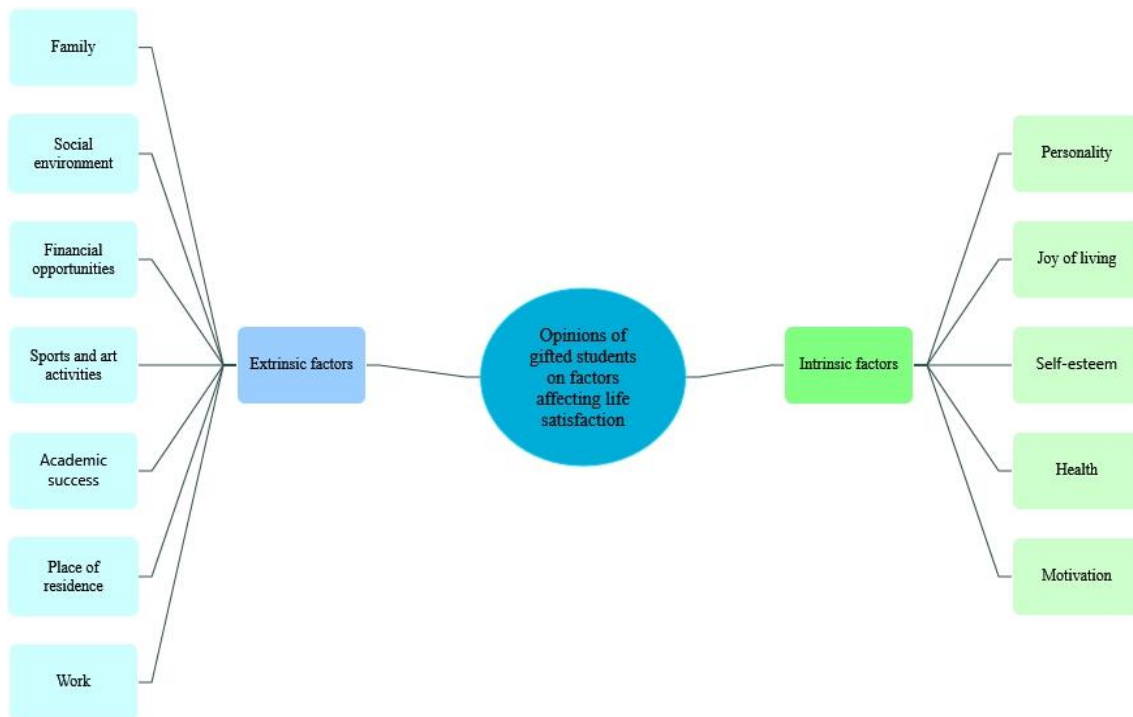 Family
Social
environment
Financial
opportunities
Sports and art
activities
Academic
success
Place of
residence
Work
Extrinsic factors
Opinions of
gifted students
on factors
affecting life
satisfaction
Intrinsic factors
Personality
Joy of living
Self-esteem
Health
Motivation